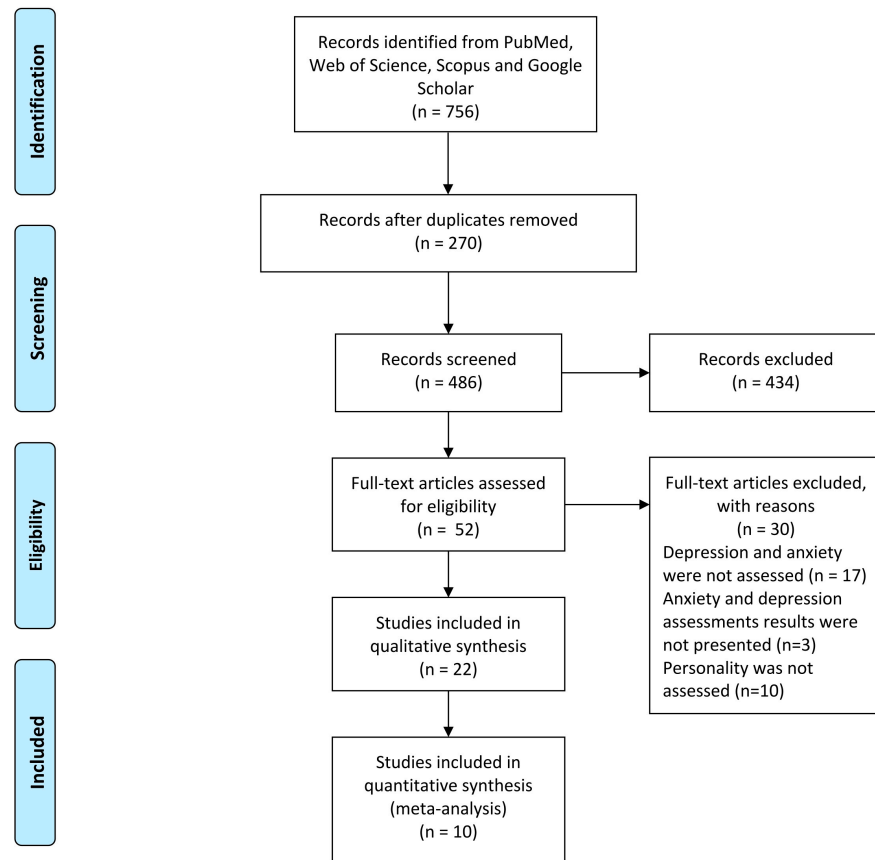 Identification
Records identified from PubMed,
Web of Science, Scopus and Google
Scholar
(n = 756)
Records after duplicates removed
(n = 270)
Screening
Records screened
(n = 486)
Records excluded
(n = 434)
Eligibility
Full-text articles assessed
for eligibility
(n = 52)
Full-text articles excluded,
with reasons
(n = 30)
Depression and anxiety
were not assessed (n = 17)
Anxiety and depression
assessments results were
not presented (n=3)
Personality was not
assessed (n=10)
Studies included in
qualitative synthesis
n = 22)
Included
Studies included in
quantitative synthesis
(meta-analysis)
n = 10)